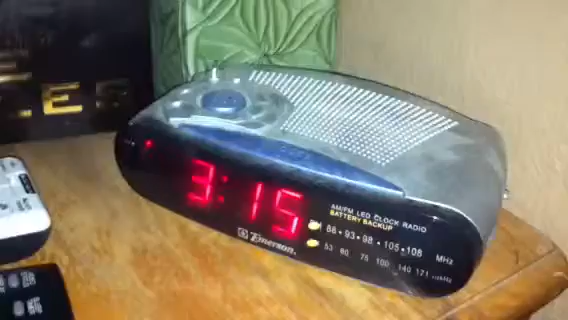 LES
3:15
AM/FM LED CLOCK RADIO
BATTERY BACKUP
88 • 93 • 98 • 105 • 108 MHz
53 60 75 100 140 171
Emerson